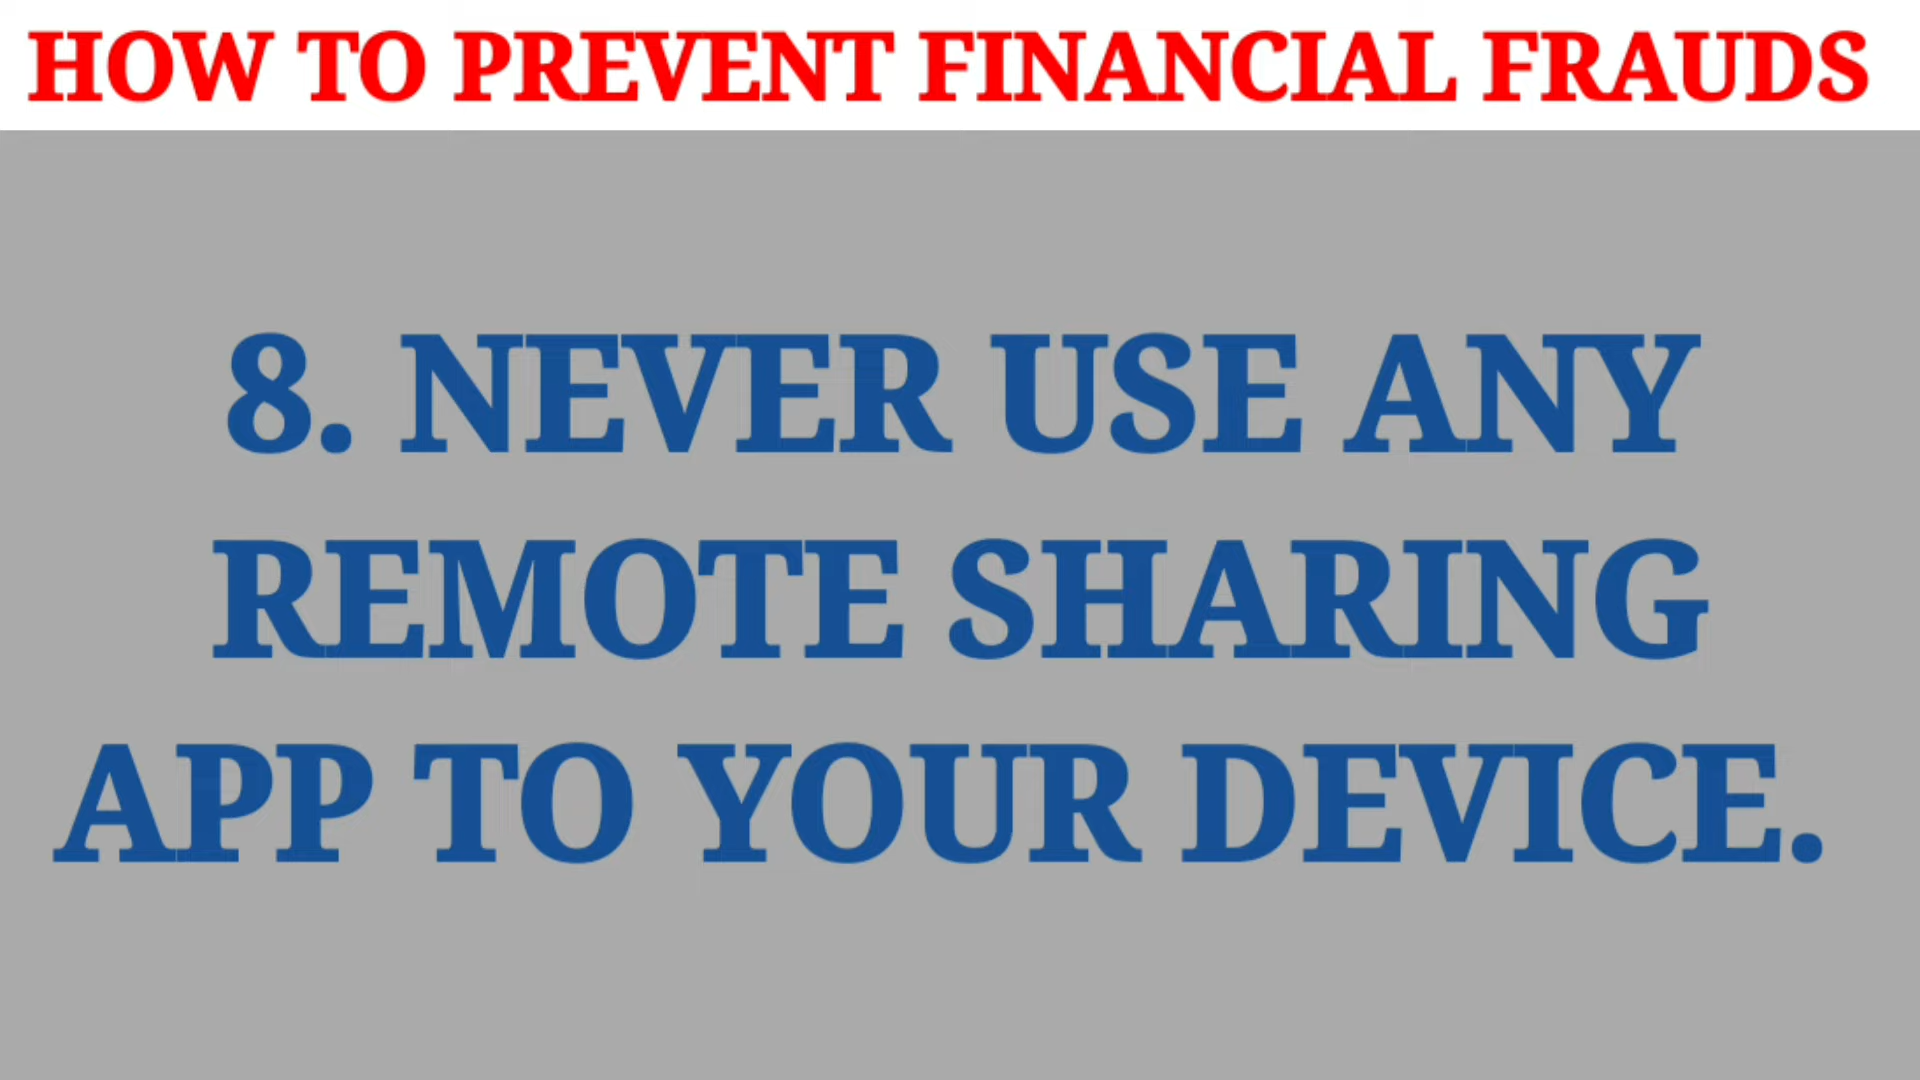 HOW TO PREVENT FINANCIAL FRAUDS
8. NEVER USE ANY
REMOTE SHARING
APP TO YOUR DEVICE.